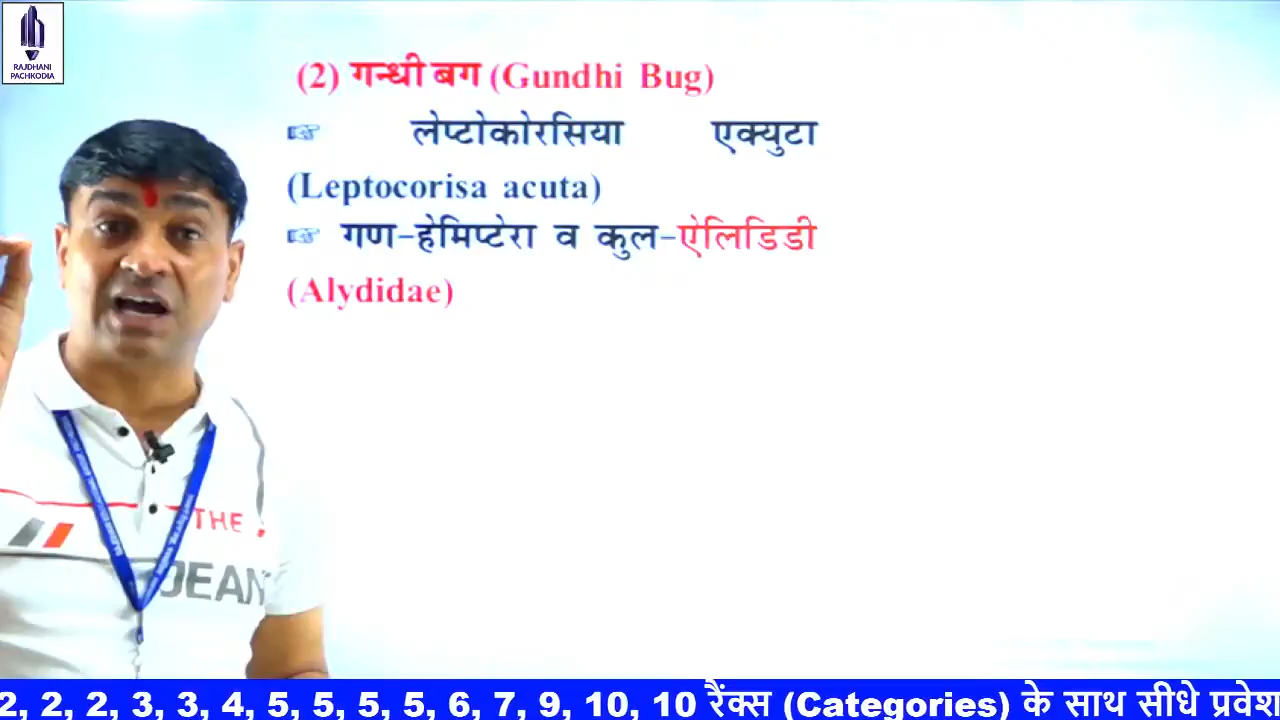 RAJDHANI
PACHKODIA
(2) गन्धी बग (Gundhi Bug)
☞ लेप्टोकोरसिया एक्युटा
(Leptocorisa acuta)
☞ गण-हेमिप्टेरा व कुल-ऐलिडिडी
(Alydidae)
THE
JEAN
2, 2, 2, 3, 3, 4, 5, 5, 5, 5, 6, 7, 9, 10, 10 रैंक्स (Categories) के साथ सीधे प्रवेश